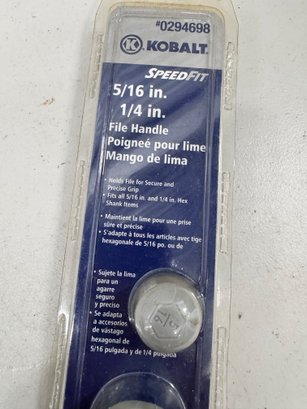 #0294698
K KOBALT
SPEEDFIT
5/16 in.
1/4 in.
File Handle
Poigneé pour lime
Mango de lima
• Holds File for Secure and
Precise Grip
• Fits all 5/16 in. and 1/4 in. Hex
Shank Items
• Maintient la lime pour une prise
sûre et précise
• S'adapte à tous les articles avec tige
hexagonale de 5/16 po. ou de
• Sujete la lima
para un
agarre
seguro
y preciso
• Se adapta
a accesorios
de vástago
hexagonal de
5/16 pulgada y de 1/4 pulgada